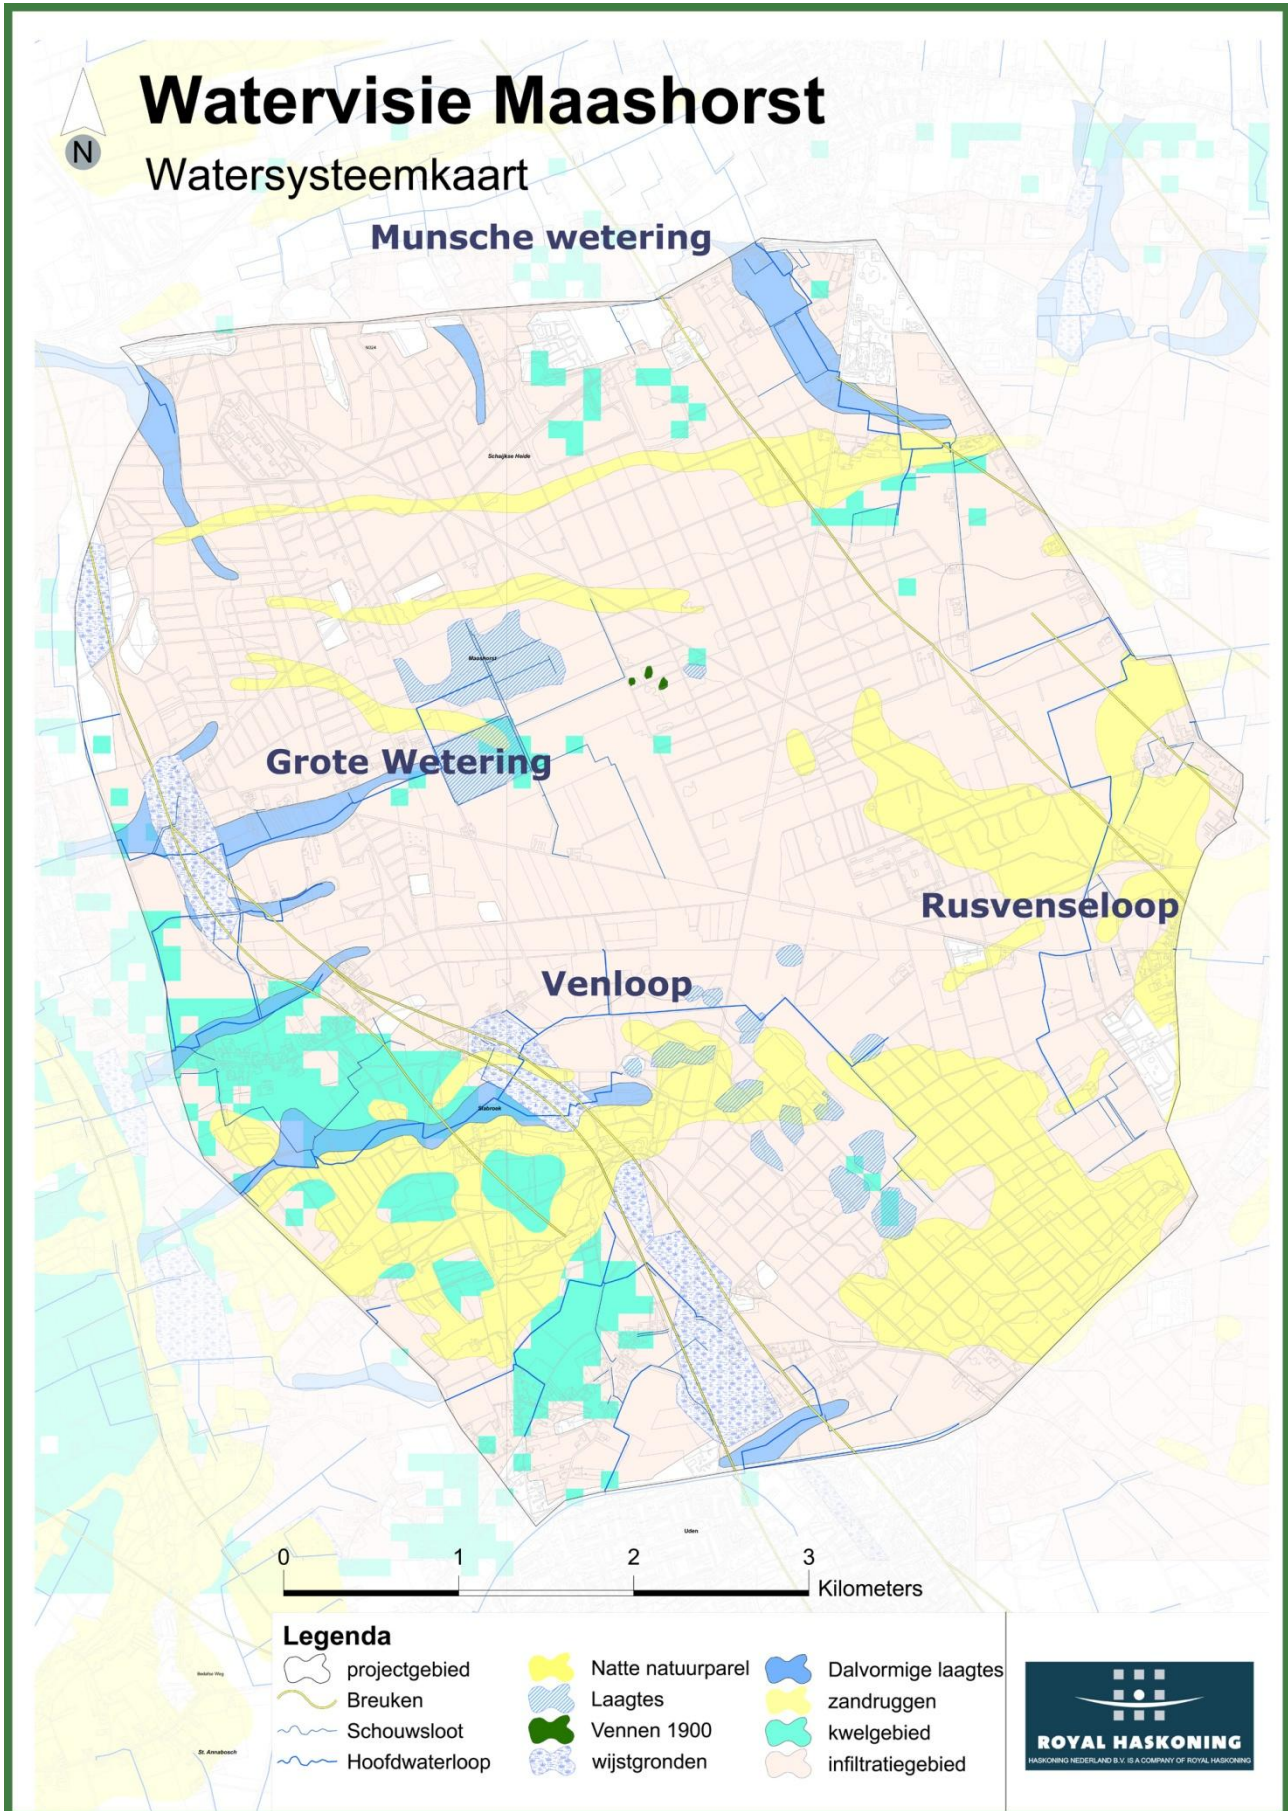 Watervisie Maashorst
N
Watersysteemkaart
Munsche wetering
Schaijkse Heide
Maashorst
Grote Wetering
Rusvenseloop
Venloop
Slabroek
Uden
0 1 2 3
Kilometers
Legenda
projectgebied
Breuken
Schouwsloot
Hoofdwaterloop
Natte natuurparel
Laagtes
Vennen 1900
wijstgronden
Dalvormige laagtes
zandruggen
kwelgebied
infiltratiegebied
St. Annabosch
ROYAL HASKONING
HASKONING NEDERLAND B.V. IS A COMPANY OF ROYAL HASKONING